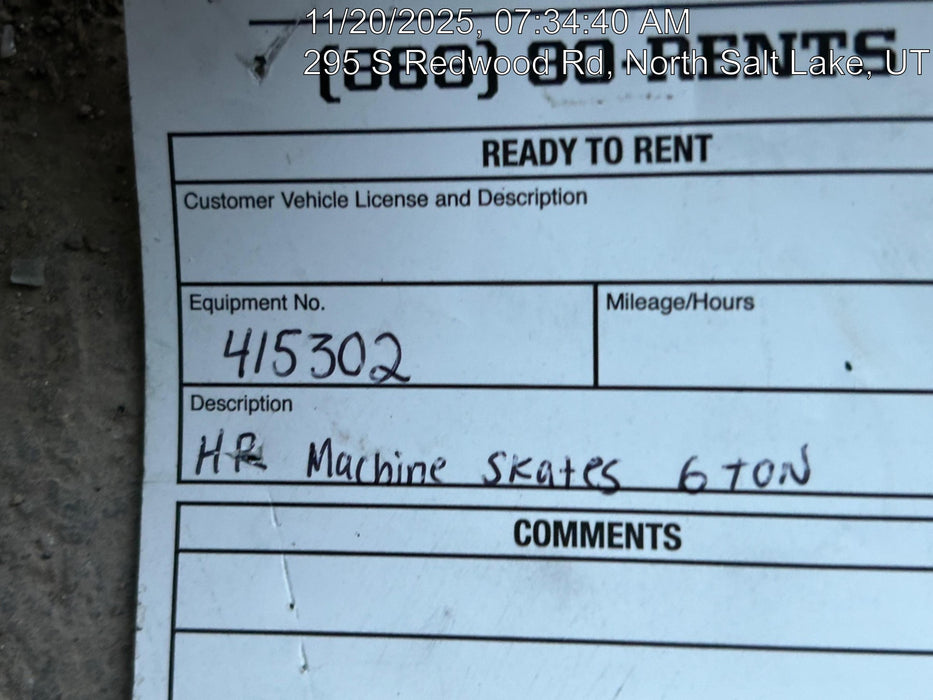 11/20/2025, 07:34:40 AM
295 S Redwood Rd, North Salt Lake, UT
RENTS
READY TO RENT
Customer Vehicle License and Description
Equipment No.
415302
Mileage/Hours
Description
HR Machine Skates 6 TON
COMMENTS